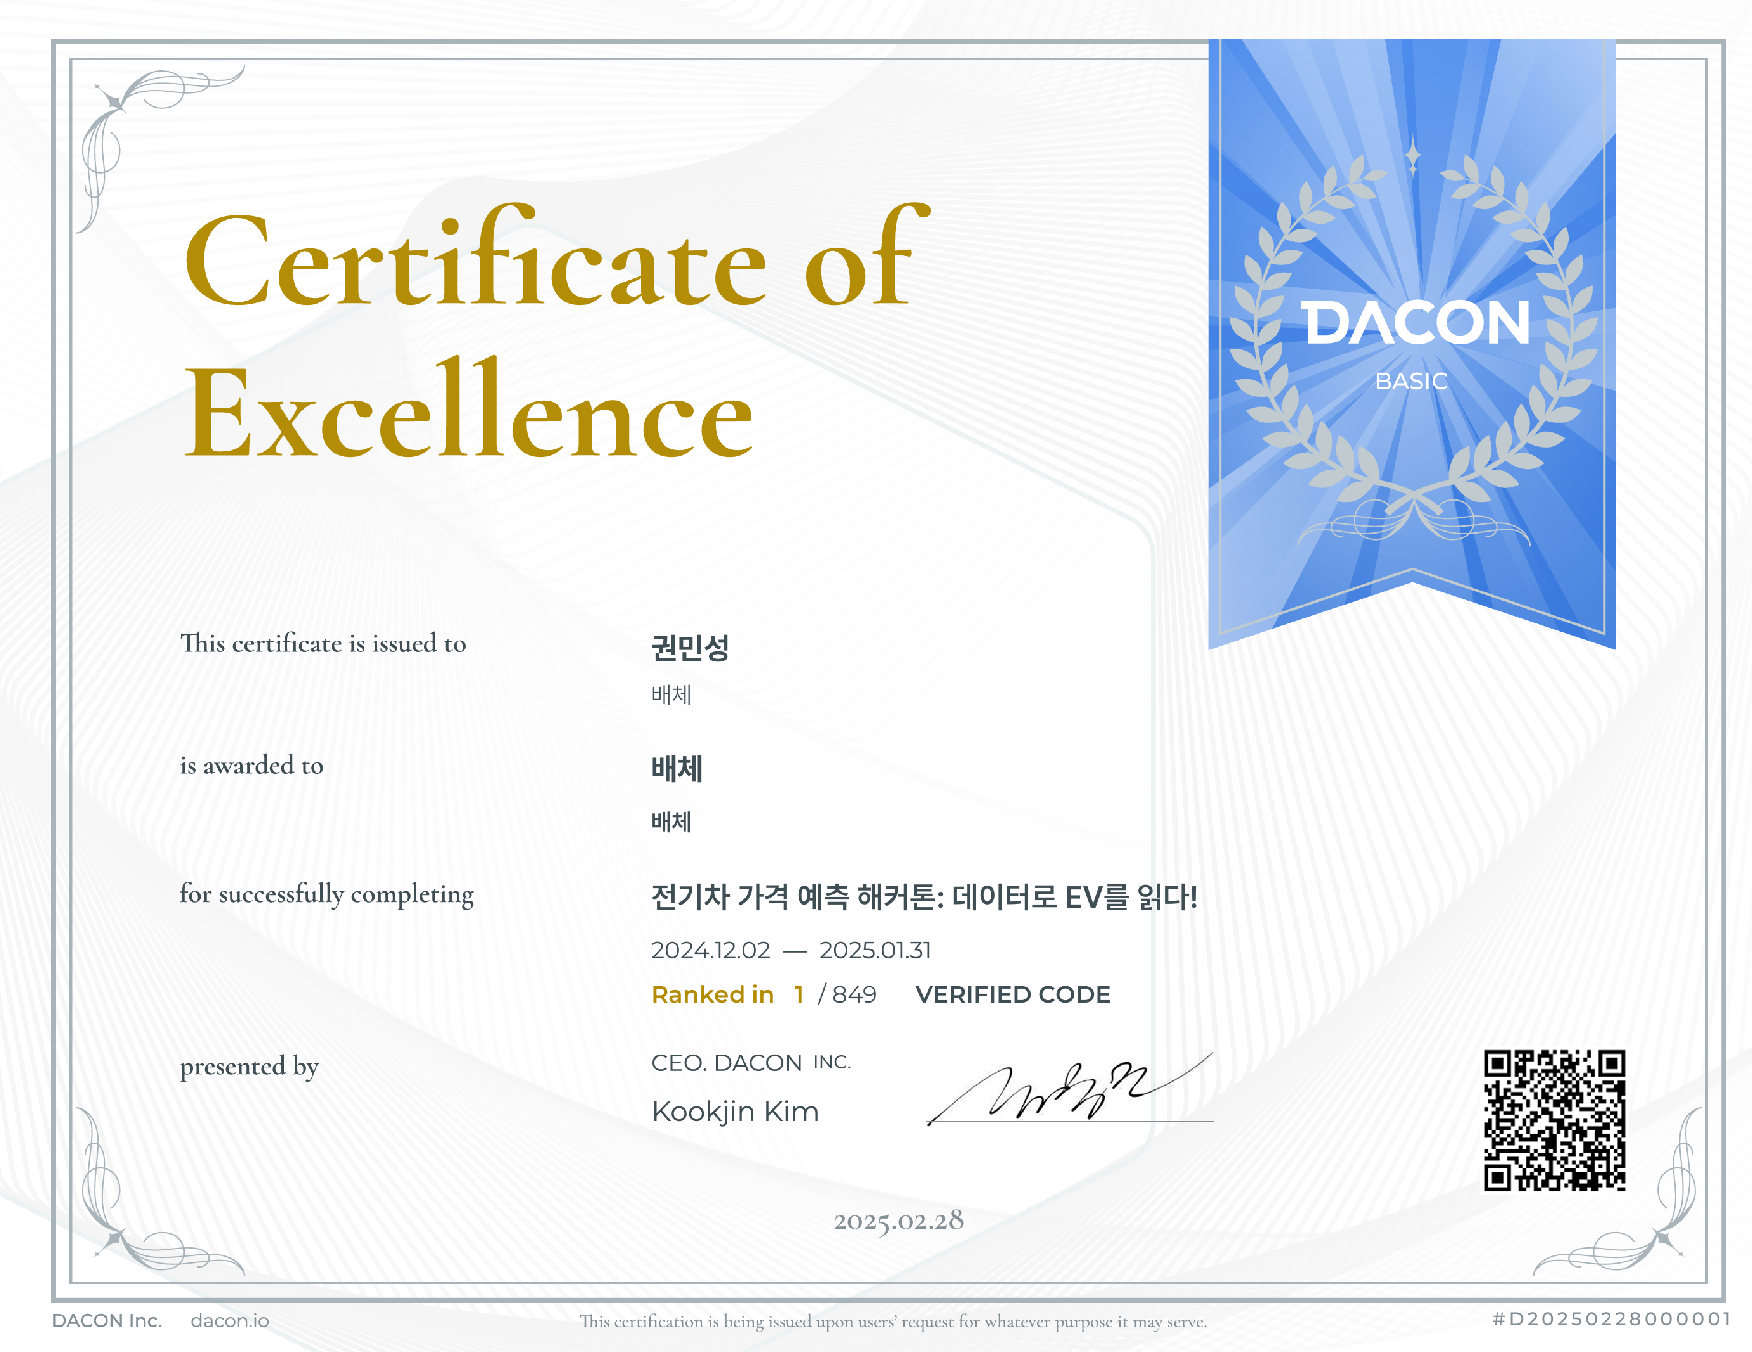 Certificate of
Excellence
DACON
BASIC
This certificate is issued to
권민성
배체
is awarded to
배체
배체
for successfully completing
전기차 가격 예측 해커톤: 데이터로 EV를 읽다!
2024.12.02 — 2025.01.31
Ranked in 1 / 849 VERIFIED CODE
presented by
CEO. DACON INC.
Kookjin Kim
2025.02.28
DACON Inc. dacon.io
This certification is being issued upon users' request for whatever purpose it may serve.
#D20250228000001